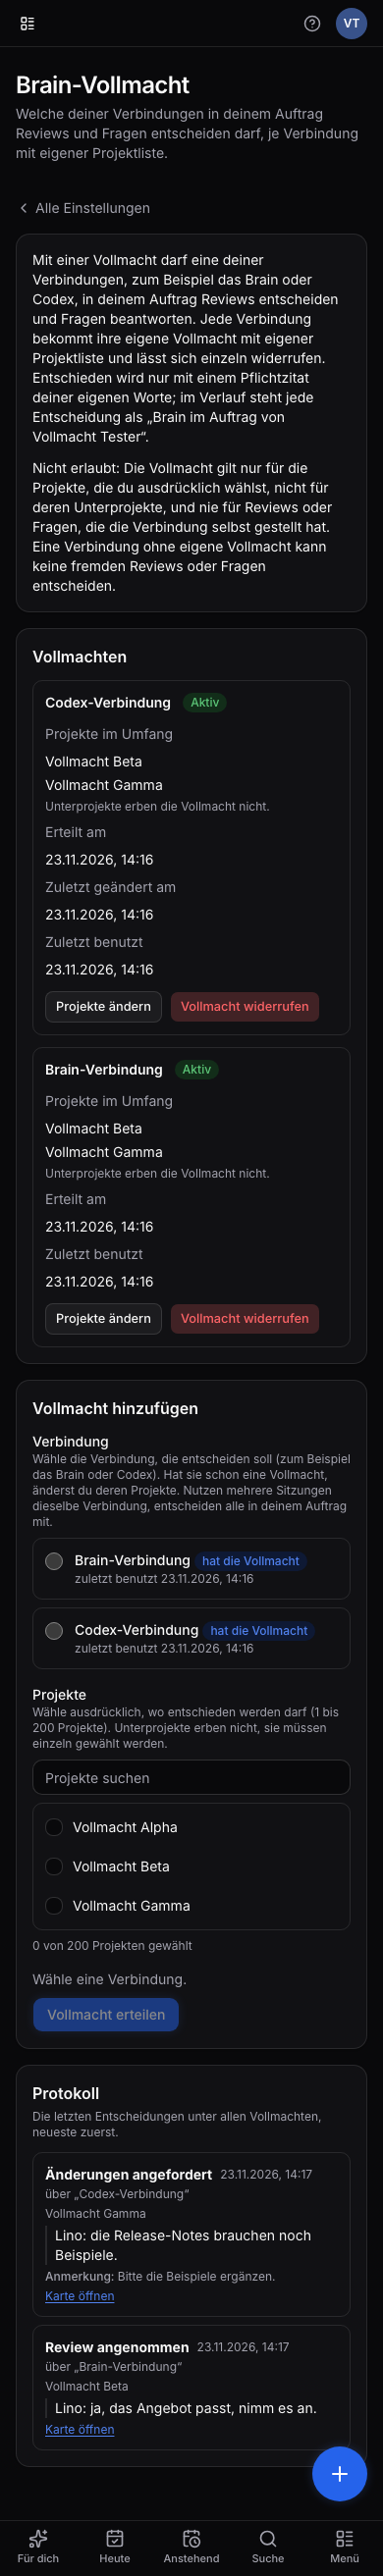 VT
Brain-Vollmacht
Welche deiner Verbindungen in deinem Auftrag
Reviews und Fragen entscheiden darf, je Verbindung
mit eigener Projektliste.
Alle Einstellungen
Mit einer Vollmacht darf eine deiner
Verbindungen, zum Beispiel das Brain oder
Codex, in deinem Auftrag Reviews entscheiden
und Fragen beantworten. Jede Verbindung
bekommt ihre eigene Vollmacht mit eigener
Projektliste und lässt sich einzeln widerrufen.
Entschieden wird nur mit einem Pflichtzitat
deiner eigenen Worte; im Verlauf steht jede
Entscheidung als „Brain im Auftrag von
Vollmacht Tester“.
Nicht erlaubt: Die Vollmacht gilt nur für die
Projekte, die du ausdrücklich wählst, nicht für
deren Unterprojekte, und nie für Reviews oder
Fragen, die die Verbindung selbst gestellt hat.
Eine Verbindung ohne eigene Vollmacht kann
keine fremden Reviews oder Fragen
entscheiden.
Vollmachten
Codex-Verbindung Aktiv
Projekte im Umfang
Vollmacht Beta
Vollmacht Gamma
Unterprojekte erben die Vollmacht nicht.
Erteilt am
23.11.2026, 14:16
Zuletzt geändert am
23.11.2026, 14:16
Zuletzt benutzt
23.11.2026, 14:16
Projekte ändern Vollmacht widerrufen
Brain-Verbindung Aktiv
Projekte im Umfang
Vollmacht Beta
Vollmacht Gamma
Unterprojekte erben die Vollmacht nicht.
Erteilt am
23.11.2026, 14:16
Zuletzt benutzt
23.11.2026, 14:16
Projekte ändern Vollmacht widerrufen
Vollmacht hinzufügen
Verbindung
Wähle die Verbindung, die entscheiden soll (zum Beispiel
das Brain oder Codex). Hat sie schon eine Vollmacht,
änderst du deren Projekte. Nutzen mehrere Sitzungen
dieselbe Verbindung, entscheiden alle in deinem Auftrag
mit.
Brain-Verbindung hat die Vollmacht
zuletzt benutzt 23.11.2026, 14:16
Codex-Verbindung hat die Vollmacht
zuletzt benutzt 23.11.2026, 14:16
Projekte
Wähle ausdrücklich, wo entschieden werden darf (1 bis
200 Projekte). Unterprojekte erben nicht, sie müssen
einzeln gewählt werden.
Projekte suchen
Vollmacht Alpha
Vollmacht Beta
Vollmacht Gamma
0 von 200 Projekten gewählt
Wähle eine Verbindung.
Vollmacht erteilen
Protokoll
Die letzten Entscheidungen unter allen Vollmachten,
neueste zuerst.
Änderungen angefordert 23.11.2026, 14:17
über „Codex-Verbindung“
Vollmacht Gamma
Lino: die Release-Notes brauchen noch
Beispiele.
Anmerkung: Bitte die Beispiele ergänzen.
Karte öffnen
Review angenommen 23.11.2026, 14:17
über „Brain-Verbindung“
Vollmacht Beta
Lino: ja, das Angebot passt, nimm es an.
Karte öffnen
Für dich Heute Anstehend Suche Menü